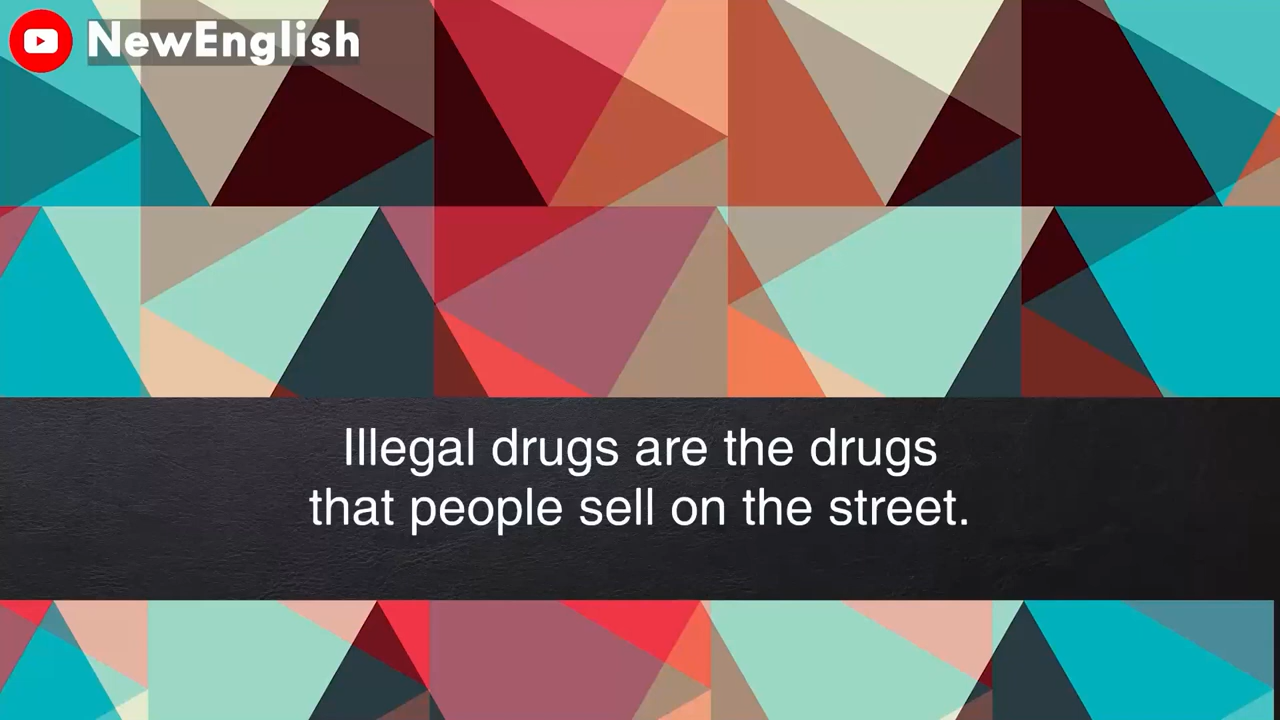 NewEnglish
Illegal drugs are the drugs
that people sell on the street.